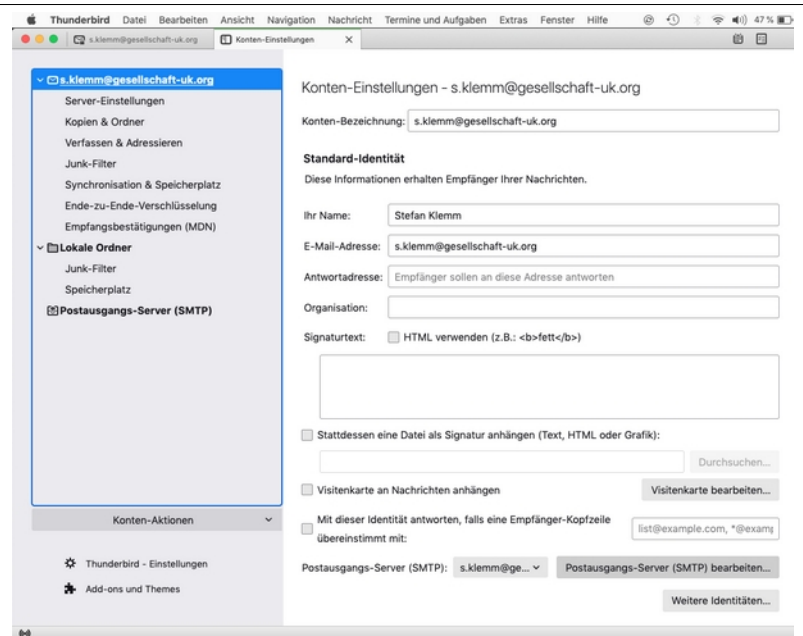 Thunderbird Datei Bearbeiten Ansicht Navigation Nachricht Termine und Aufgaben Extras Fenster Hilfe 47 %
s.klemm@gesellschaft-uk.org Konten-Einstellungen
s.klemm@gesellschaft-uk.org
Server-Einstellungen
Kopien & Ordner
Verfassen & Adressieren
Junk-Filter
Synchronisation & Speicherplatz
Ende-zu-Ende-Verschlüsselung
Empfangsbestätigungen (MDN)
Lokale Ordner
Junk-Filter
Speicherplatz
Postausgangs-Server (SMTP)
Konten-Aktionen
Thunderbird - Einstellungen
Add-ons und Themes
Konten-Einstellungen - s.klemm@gesellschaft-uk.org
Konten-Bezeichnung: s.klemm@gesellschaft-uk.org
Standard-Identität
Diese Informationen erhalten Empfänger Ihrer Nachrichten.
Ihr Name: Stefan Klemm
E-Mail-Adresse: s.klemm@gesellschaft-uk.org
Antwortadresse: Empfänger sollen an diese Adresse antworten
Organisation:
Signaturtext: HTML verwenden (z.B.: <b>fett</b>)
Stattdessen eine Datei als Signatur anhängen (Text, HTML oder Grafik):
Durchsuchen...
Visitenkarte an Nachrichten anhängen Visitenkarte bearbeiten...
Mit dieser Identität antworten, falls eine Empfänger-Kopfzeile list@example.com, *@examp
übereinstimmt mit:
Postausgangs-Server (SMTP): s.klemm@ge... Postausgangs-Server (SMTP) bearbeiten...
Weitere Identitäten...